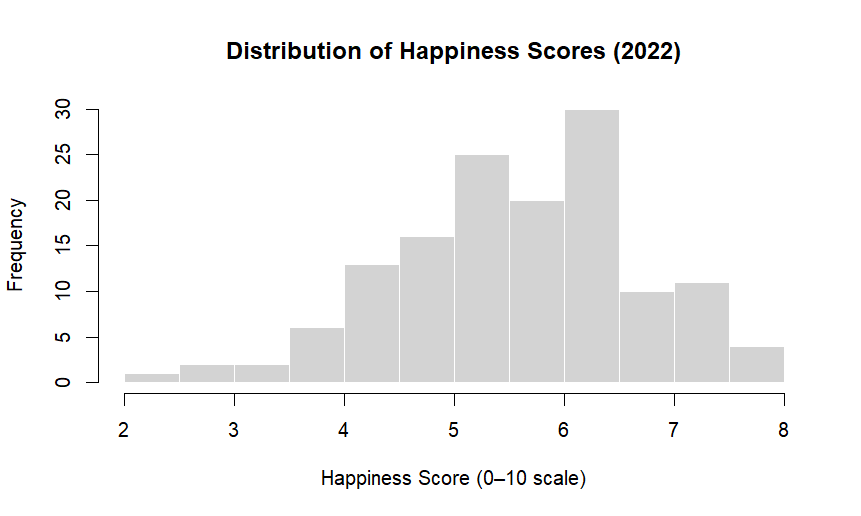 Distribution of Happiness Scores (2022)
Frequency
30
25
20
15
10
5
0
2 3 4 5 6 7 8
Happiness Score (0–10 scale)